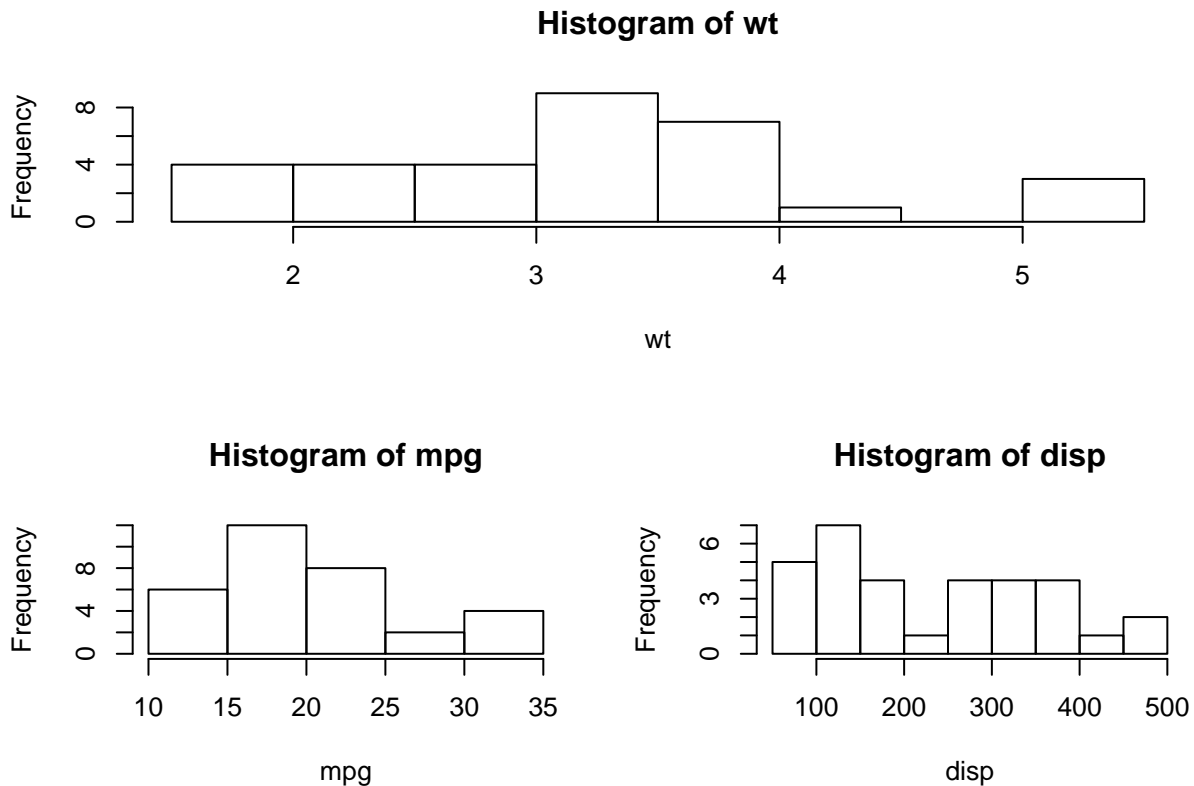 Histogram of wt
Frequency
0 4 8
2 3 4 5
wt
Histogram of mpg
Frequency
0 4 8
10 15 20 25 30 35
mpg
Histogram of disp
Frequency
0 3 6
100 200 300 400 500
disp